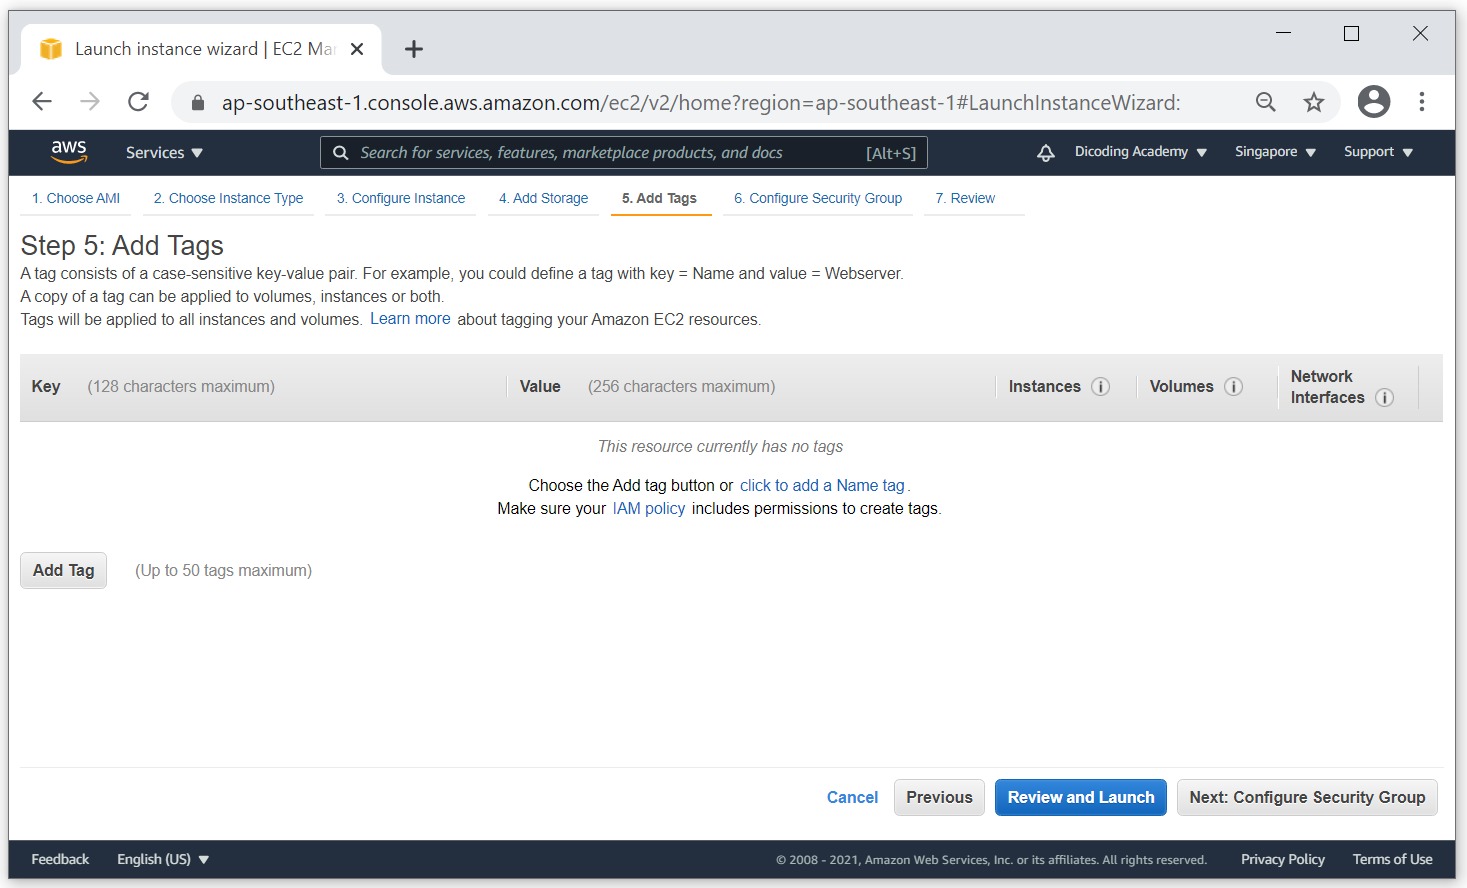 Launch instance wizard | EC2 Ma
ap-southeast-1.console.aws.amazon.com/ec2/v2/home?region=ap-southeast-1#LaunchInstanceWizard:
aws Services Search for services, features, marketplace products, and docs [Alt+S] Dicoding Academy Singapore Support
1. Choose AMI 2. Choose Instance Type 3. Configure Instance 4. Add Storage 5. Add Tags 6. Configure Security Group 7. Review
Step 5: Add Tags
A tag consists of a case-sensitive key-value pair. For example, you could define a tag with key = Name and value = Webserver.
A copy of a tag can be applied to volumes, instances or both.
Tags will be applied to all instances and volumes. Learn more about tagging your Amazon EC2 resources.
Key (128 characters maximum) Value (256 characters maximum) Instances Volumes Network
Interfaces
This resource currently has no tags
Choose the Add tag button or click to add a Name tag.
Make sure your IAM policy includes permissions to create tags.
Add Tag (Up to 50 tags maximum)
Cancel Previous Review and Launch Next: Configure Security Group
Feedback English (US) © 2008 - 2021, Amazon Web Services, Inc. or its affiliates. All rights reserved. Privacy Policy Terms of Use